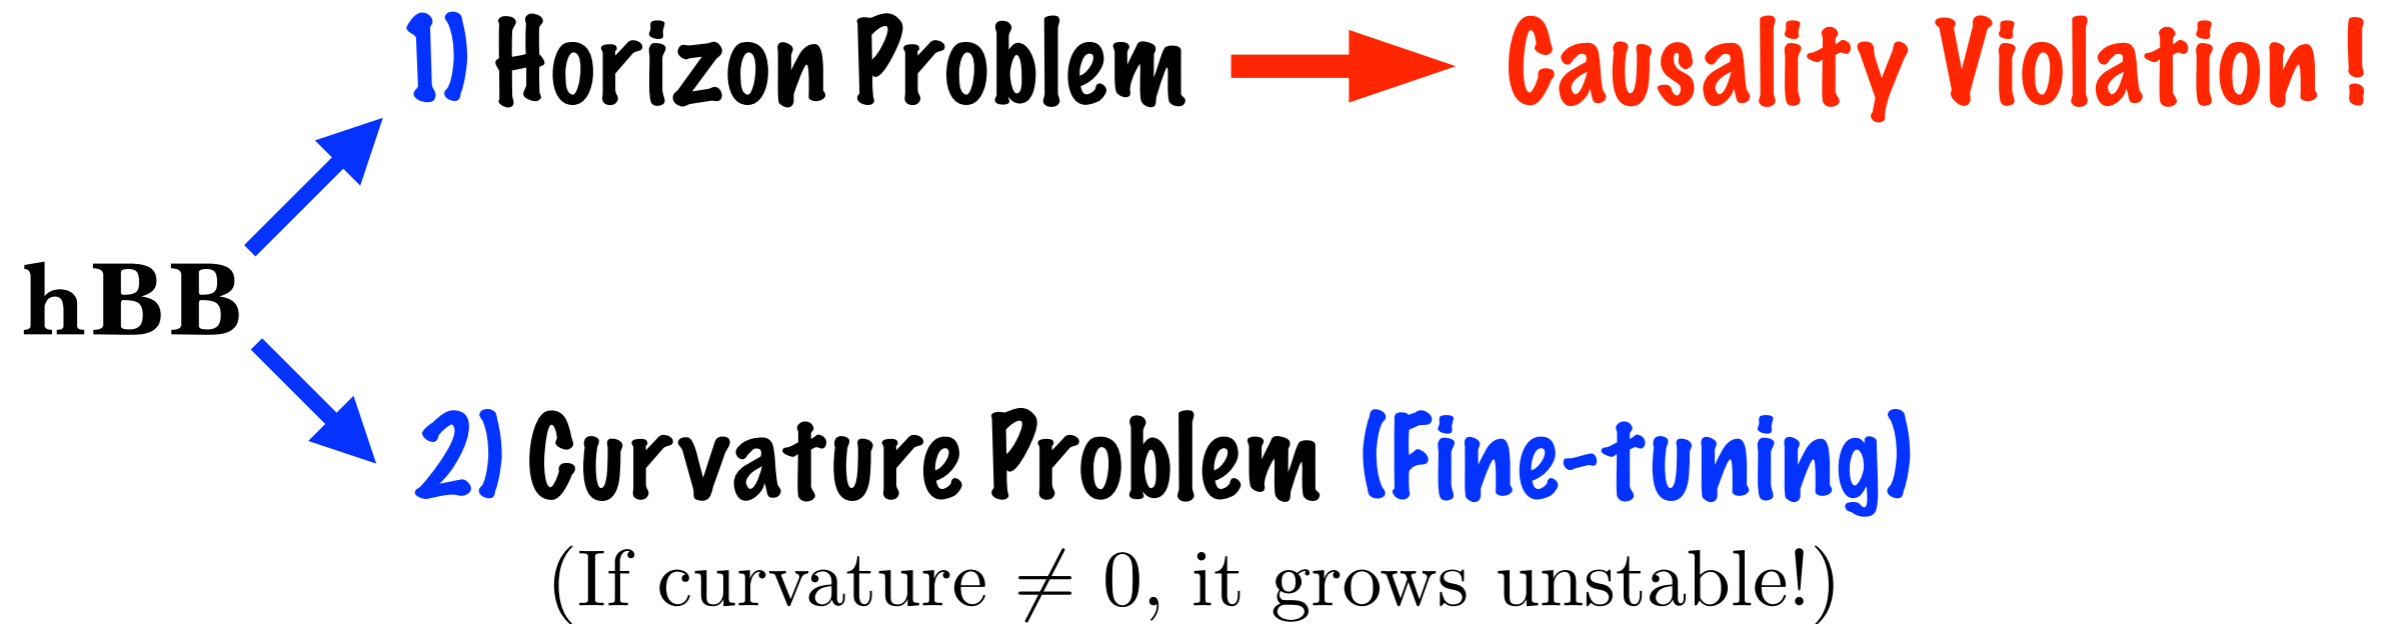 1) Horizon Problem Causality Violation !
hBB
2) Curvature Problem (Fine-tuning)
(If curvature ≠ 0, it grows unstable!)